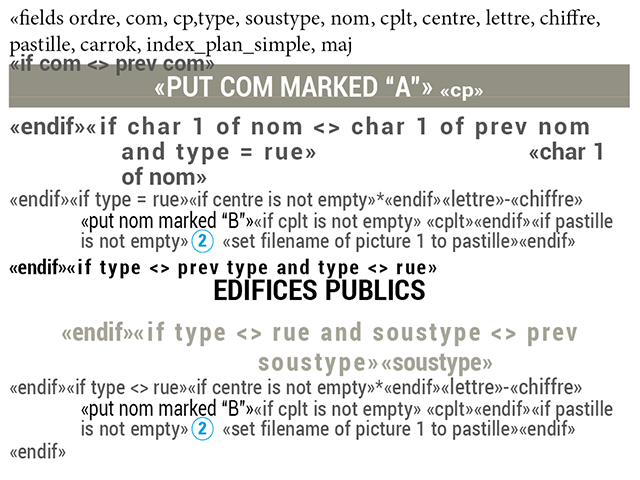 «fields ordre, com, cp,type, soustype, nom, cplt, centre, lettre, chiffre,
pastille, carrok, index_plan_simple, maj
«if com <> prev com»
«PUT COM MARKED “A”» «cp»
«endif»«if char 1 of nom <> char 1 of prev nom
and type = rue» «char 1
of nom»
«endif»«if type = rue»«if centre is not empty»*«endif»«lettre»-«chiffre»
«put nom marked “B”»«if cplt is not empty» «cplt»«endif»«if pastille
is not empty» 2 «set filename of picture 1 to pastille»«endif»
«endif»«if type <> prev type and type <> rue»
EDIFICES PUBLICS
«endif»«if type <> rue and soustype <> prev
soustype»«soustype»
«endif»«if type <> rue»«if centre is not empty»*«endif»«lettre»-«chiffre»
«put nom marked “B”»«if cplt is not empty» «cplt»«endif»«if pastille
is not empty» 2 «set filename of picture 1 to pastille»«endif»
«endif»